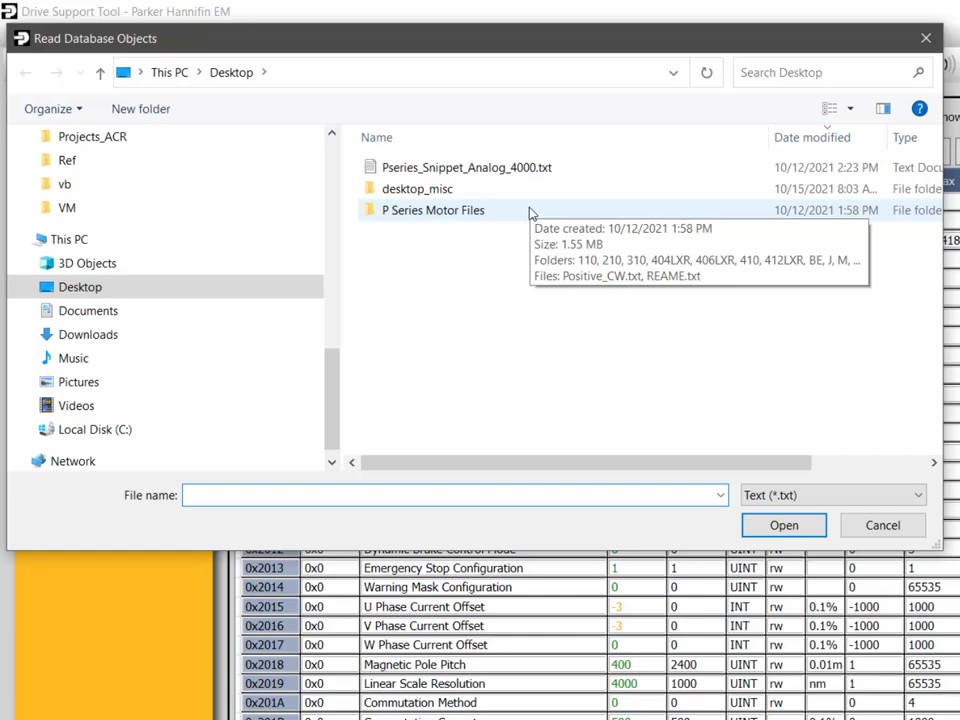 Drive Support Tool - Parker Hannifin EM
Read Database Objects
This PC > Desktop >
Search Desktop
Organize
New folder
Projects_ACR
Ref
vb
VM
This PC
3D Objects
Desktop
Documents
Downloads
Music
Pictures
Videos
Local Disk (C:)
Network
Name Date modified Type
Pseries_Snippet_Analog_4000.txt 10/12/2021 2:23 PM Text Docu
desktop_misc 10/15/2021 8:03 A... File folde
P Series Motor Files 10/12/2021 1:58 PM File folde
Date created: 10/12/2021 1:58 PM
Size: 1.55 MB
Folders: 110, 210, 310, 404LXR, 406LXR, 410, 412LXR, BE, J, M, ...
Files: Positive_CW.txt, REAME.txt
File name:
Text (*.txt)
Open
Cancel
0x2013 0x0 Emergency Stop Configuration 1 1 UINT rw 0 1
0x2014 0x0 Warning Mask Configuration 0 0 UINT rw 0 65535
0x2015 0x0 U Phase Current Offset -3 0 INT rw 0.1% -1000 1000
0x2016 0x0 V Phase Current Offset -3 0 INT rw 0.1% -1000 1000
0x2017 0x0 W Phase Current Offset 0 0 INT rw 0.1% -1000 1000
0x2018 0x0 Magnetic Pole Pitch 400 2400 UINT rw 0.01m 1 65535
0x2019 0x0 Linear Scale Resolution 4000 1000 UINT rw nm 1 65535
0x201A 0x0 Commutation Method 0 0 UINT rw 0 4